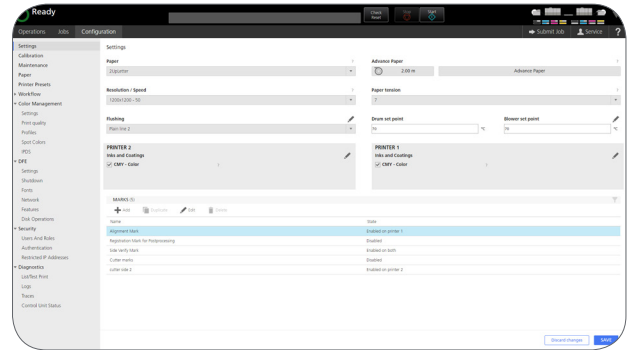 Ready
Check Reset
Stop
Start
Operations Jobs Configuration
Submit Job Service ?
Settings
Calibration
Maintenance
Paper
Printer Presets
Workflow
Color Management
Settings
Print quality
Profiles
Spot Colors
IPDS
DFE
Settings
Shutdown
Fonts
Network
Features
Disk Operations
Security
Users And Roles
Authentication
Restricted IP Addresses
Diagnostics
List/Test Print
Logs
Traces
Control Unit Status
Settings
Paper
Advance Paper
2.00 m
Advance Paper
Resolution / Speed
Paper tension
7
Flushing
Plain line 2
Drum set point
°C
Blower set point
°C
PRINTER 2
Inks and Coatings
CMY - Color
PRINTER 1
Inks and Coatings
CMY - Color
MARKS (5)
Add Duplicate Edit Delete
Name State
Alignment Mark Enabled on printer 1
Registration Mark for Postprocessing Disabled
Side Verify Mark Enabled on both
Cutter marks Disabled
cutter side 2 Enabled on printer 2
Discard changes SAVE